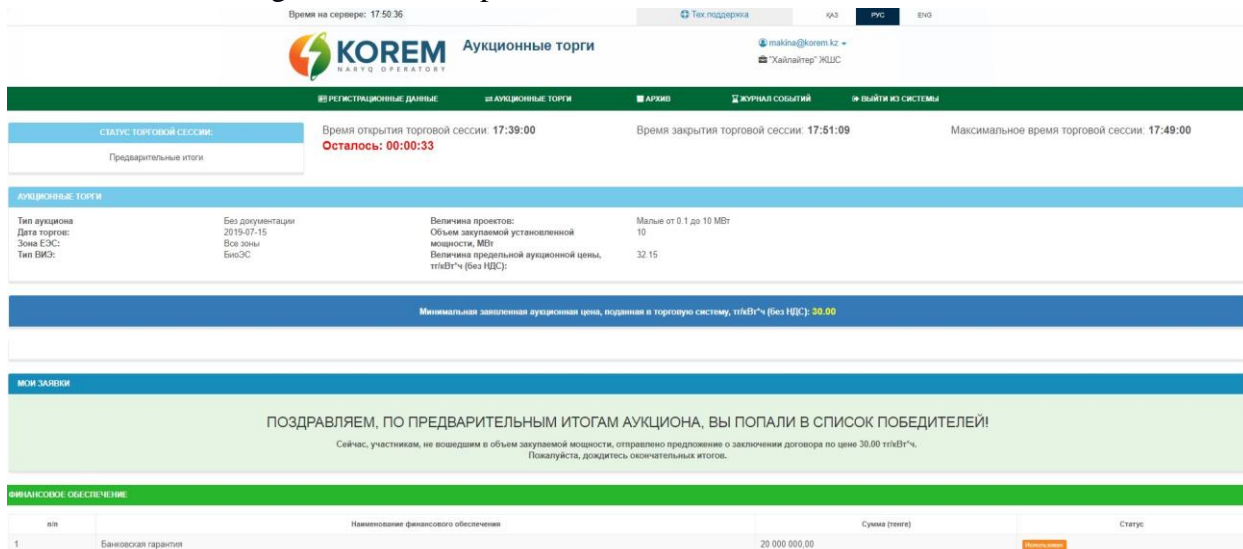 Время на сервере: 17:50:36
Тех.поддержка
ҚАЗ
РУС
ENG
KOREM
NARYQ OPERATORY
Аукционные торги
makina@korem.kz
"Хайлайтер" ЖШС
РЕГИСТРАЦИОННЫЕ ДАННЫЕ
АУКЦИОННЫЕ ТОРГИ
АРХИВ
ЖУРНАЛ СОБЫТИЙ
ВЫЙТИ ИЗ СИСТЕМЫ
СТАТУС ТОРГОВОЙ СЕССИИ:
Предварительные итоги
Время открытия торговой сессии: 17:39:00
Осталось: 00:00:33
Время закрытия торговой сессии: 17:51:09
Максимальное время торговой сессии: 17:49:00
АУКЦИОННЫЕ ТОРГИ
Тип аукциона Без документации
Дата торгов: 2019-07-15
Зона ЕЭС: Все зоны
Тип ВИЭ: БиоЭС
Величина проектов: Малые от 0.1 до 10 МВт
Объем закупаемой установленной 10
мощности, МВт
Величина предельной аукционной цены, 32.15
тг/кВт*ч (без НДС):
Минимальная заявленная аукционная цена, поданная в торговую систему, тг/кВт*ч (без НДС): 30.00
МОИ ЗАЯВКИ
ПОЗДРАВЛЯЕМ, ПО ПРЕДВАРИТЕЛЬНЫМ ИТОГАМ АУКЦИОНА, ВЫ ПОПАЛИ В СПИСОК ПОБЕДИТЕЛЕЙ!
Сейчас, участникам, не вошедшим в объем закупаемой мощности, отправлено предложение о заключении договора по цене 30.00 тг/кВт*ч.
Пожалуйста, дождитесь окончательных итогов.
ФИНАНСОВОЕ ОБЕСПЕЧЕНИЕ
п/п Наименование финансового обеспечения Сумма (тенге) Статус
1 Банковская гарантия 20 000 000,00